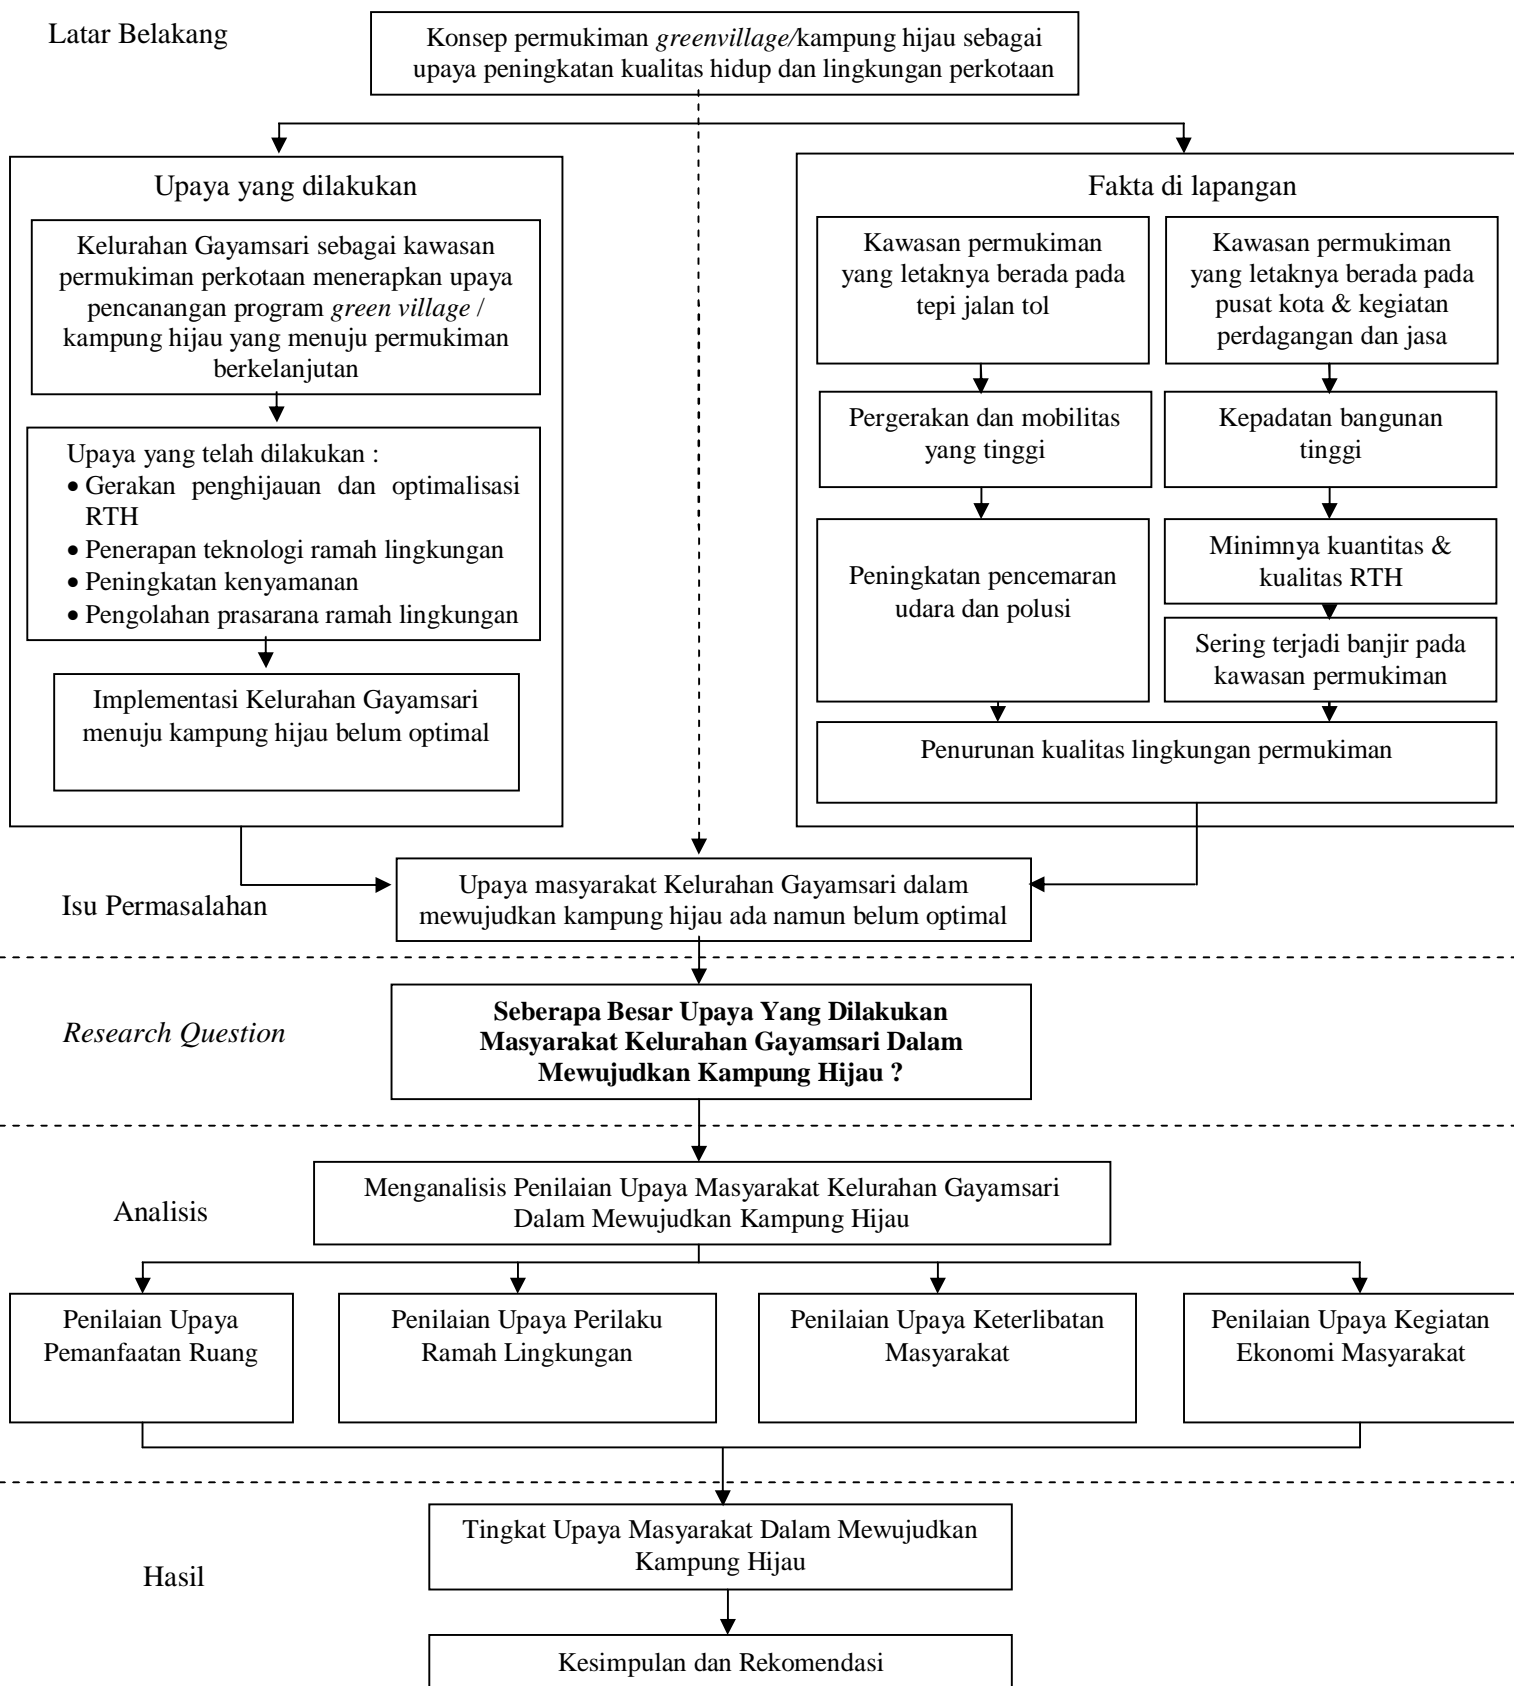 Latar Belakang
Konsep permukiman greenvillage/kampung hijau sebagai
upaya peningkatan kualitas hidup dan lingkungan perkotaan
Upaya yang dilakukan
Kelurahan Gayamsari sebagai kawasan
permukiman perkotaan menerapkan upaya
pencanangan program green village /
kampung hijau yang menuju permukiman
berkelanjutan
Upaya yang telah dilakukan :
• Gerakan penghijauan dan optimalisasi
RTH
• Penerapan teknologi ramah lingkungan
• Peningkatan kenyamanan
• Pengolahan prasarana ramah lingkungan
Implementasi Kelurahan Gayamsari
menuju kampung hijau belum optimal
Fakta di lapangan
Kawasan permukiman
yang letaknya berada pada
tepi jalan tol
Pergerakan dan mobilitas
yang tinggi
Peningkatan pencemaran
udara dan polusi
Kawasan permukiman
yang letaknya berada pada
pusat kota & kegiatan
perdagangan dan jasa
Kepadatan bangunan
tinggi
Minimnya kuantitas &
kualitas RTH
Sering terjadi banjir pada
kawasan permukiman
Penurunan kualitas lingkungan permukiman
Isu Permasalahan
Upaya masyarakat Kelurahan Gayamsari dalam
mewujudkan kampung hijau ada namun belum optimal
Research Question
Seberapa Besar Upaya Yang Dilakukan
Masyarakat Kelurahan Gayamsari Dalam
Mewujudkan Kampung Hijau ?
Analisis
Menganalisis Penilaian Upaya Masyarakat Kelurahan Gayamsari
Dalam Mewujudkan Kampung Hijau
Penilaian Upaya
Pemanfaatan Ruang
Penilaian Upaya Perilaku
Ramah Lingkungan
Penilaian Upaya Keterlibatan
Masyarakat
Penilaian Upaya Kegiatan
Ekonomi Masyarakat
Hasil
Tingkat Upaya Masyarakat Dalam Mewujudkan
Kampung Hijau
Kesimpulan dan Rekomendasi